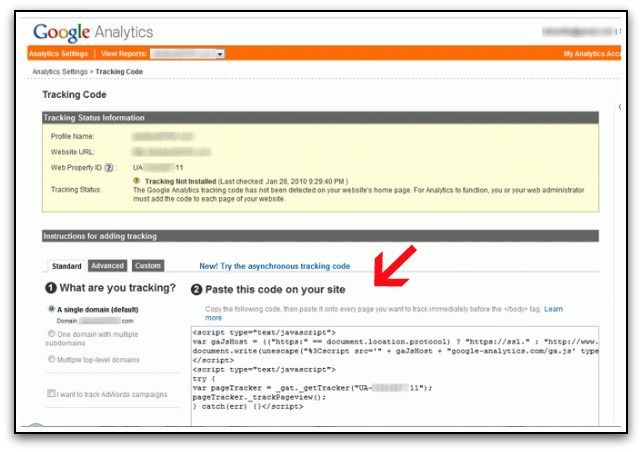 Google Analytics
Analytics Settings | View Reports:
My Analytics Acco
Analytics Settings > Tracking Code
Tracking Code
Tracking Status Information
Profile Name:
Website URL:
Web Property ID ? : UA -11
Tracking Status:
Tracking Not Installed (Last checked: Jan 28, 2010 9:29:40 PM )
The Google Analytics tracking code has not been detected on your website's home page. For Analytics to function, you or your web administrator
must add the code to each page of your website.
Instructions for adding tracking
Standard Advanced Custom New! Try the asynchronous tracking code
1 What are you tracking?
A single domain (default)
Domain: .com
One domain with multiple
subdomains
Multiple top-level domains
I want to track AdWords campaigns
2 Paste this code on your site
Copy the following code, then paste it onto every page you want to track immediately before the </body> tag. Learn
more
<script type="text/javascript">
var gaJsHost = (("https:" == document.location.protocol) ? "https://ssl." : "http://www.
document.write(unescape("%3Cscript src='" + gaJsHost + "google-analytics.com/ga.js' type
</script>
<script type="text/javascript">
try {
var pageTracker = _gat._getTracker("UA- 11");
pageTracker._trackPageview();
} catch(err) {}</script>